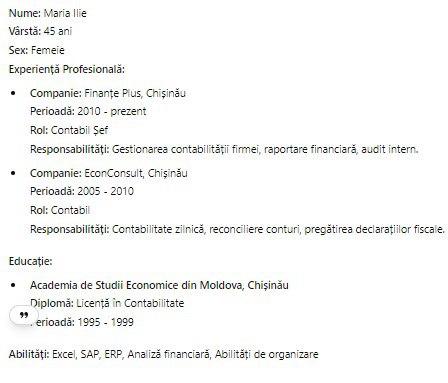 Nume: Maria Ilie
Vârstă: 45 ani
Sex: Femeie
Experiență Profesională:
Companie: Finanțe Plus, Chișinău
Perioadă: 2010 - prezent
Rol: Contabil Șef
Responsabilități: Gestionarea contabilității firmei, raportare financiară, audit intern.
Companie: EconConsult, Chișinău
Perioadă: 2005 - 2010
Rol: Contabil
Responsabilități: Contabilitate zilnică, reconciliere conturi, pregătirea declarațiilor fiscale.
Educație:
Academia de Studii Economice din Moldova, Chișinău
Diplomă: Licență în Contabilitate
Perioadă: 1995 - 1999
Abilități: Excel, SAP, ERP, Analiză financiară, Abilități de organizare